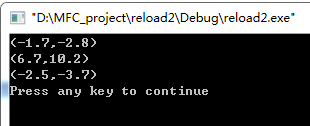 "D:\MFC_project\reload2\Debug\reload2.exe"
(-1.7,-2.8)
(6.7,10.2)
(-2.5,-3.7)
Press any key to continue